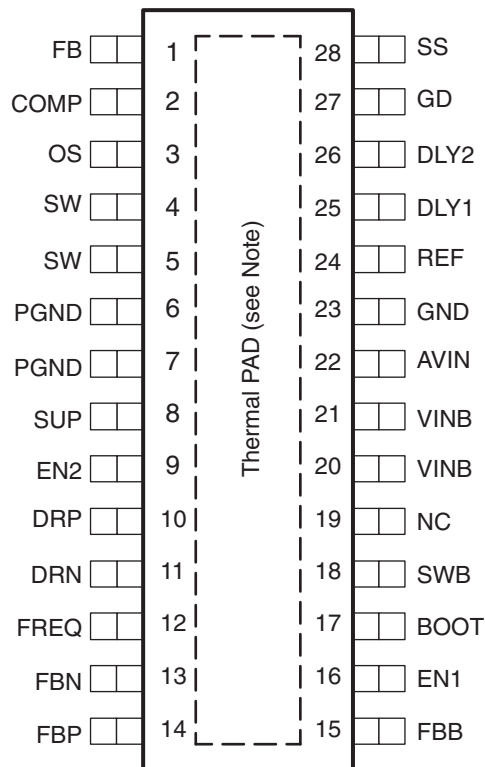 FB 1 28 SS
COMP 2 27 GD
OS 3 26 DLY2
SW 4 25 DLY1
SW 5 24 REF
PGND 6 23 GND
PGND 7 22 AVIN
SUP 8 21 VINB
EN2 9 20 VINB
DRP 10 19 NC
DRN 11 18 SWB
FREQ 12 17 BOOT
FBN 13 16 EN1
FBP 14 15 FBB
Thermal PAD (see Note)